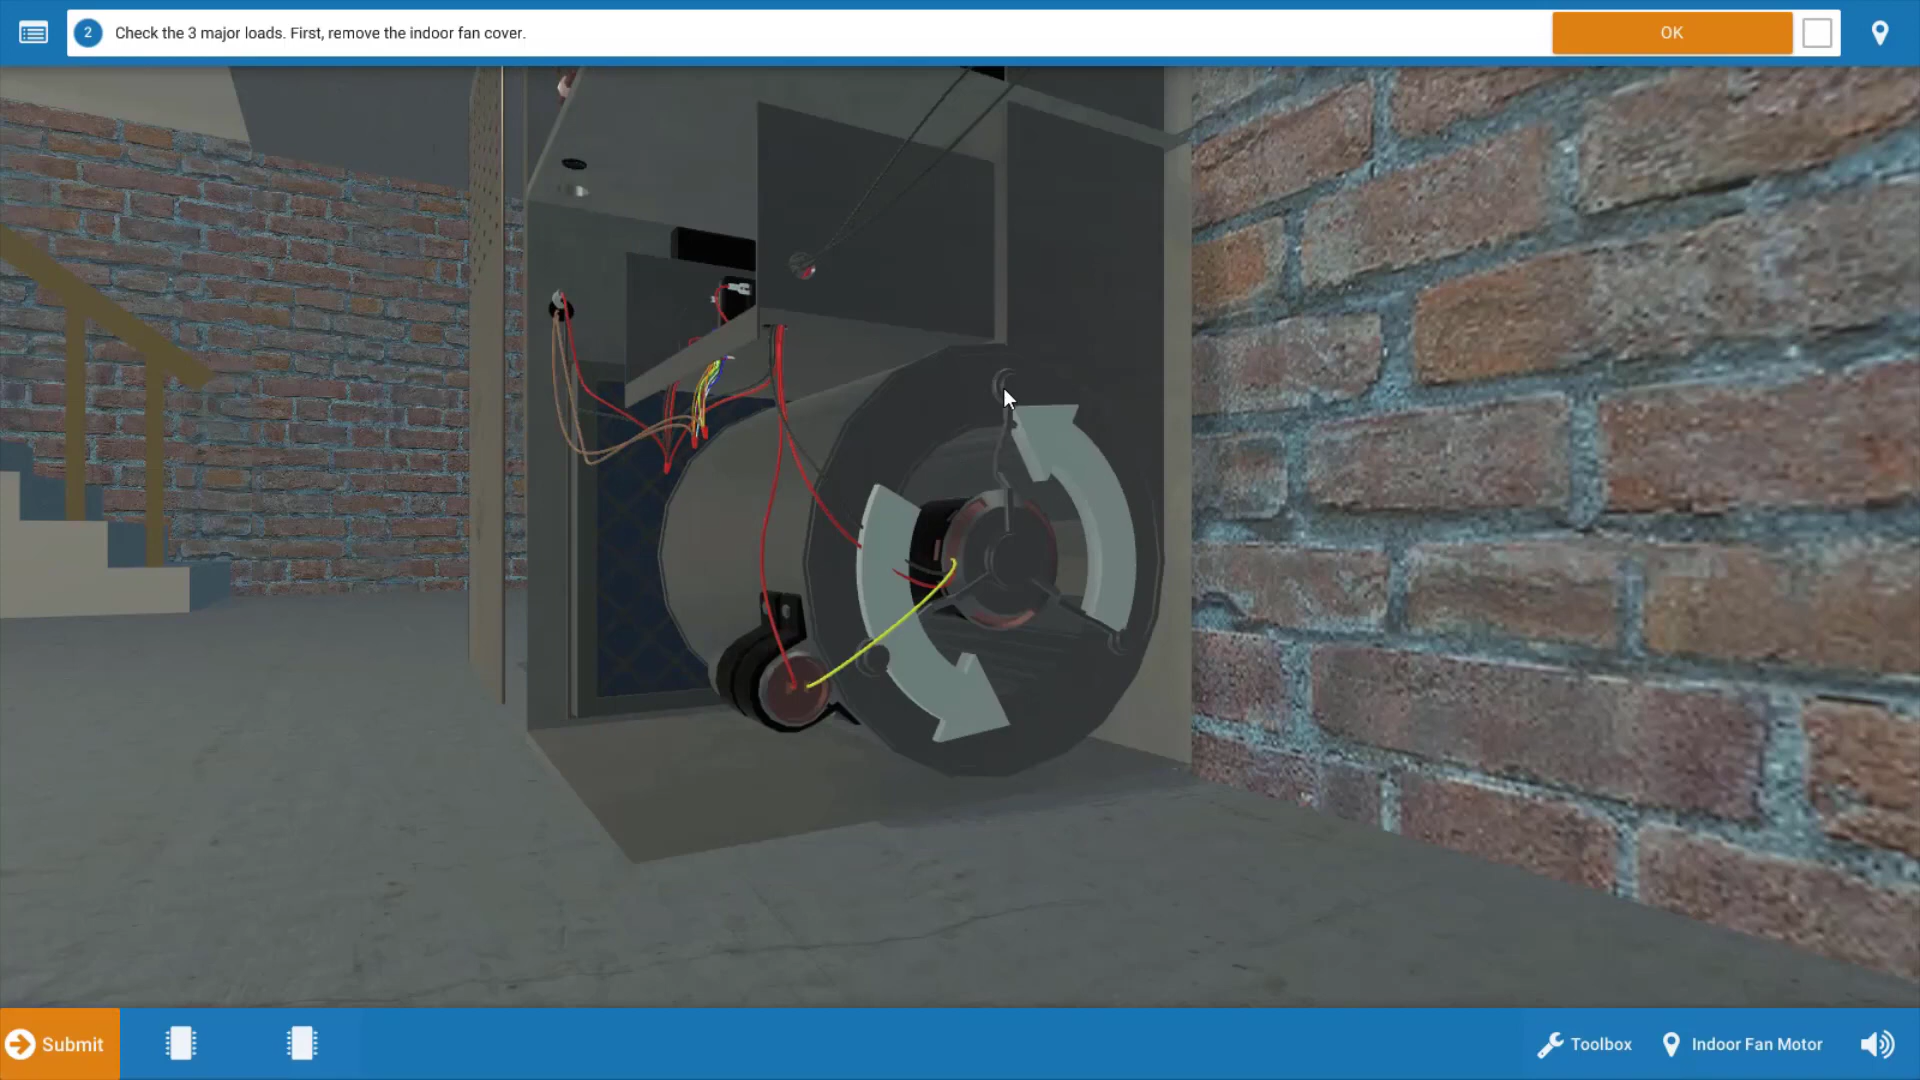 2
Check the 3 major loads. First, remove the indoor fan cover.
OK
Submit
Toolbox
Indoor Fan Motor